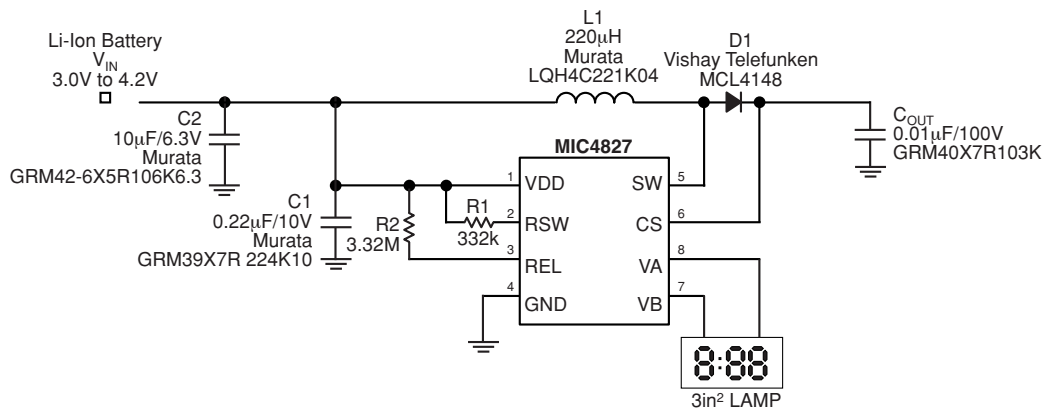 Li-Ion Battery
V_IN
3.0V to 4.2V
C2
10µF/6.3V
Murata
GRM42-6X5R106K6.3
C1
0.22µF/10V
Murata
GRM39X7R 224K10
L1
220µH
Murata
LQH4C221K04
D1
Vishay Telefunken
MCL4148
C_OUT
0.01µF/100V
GRM40X7R103K
R2
3.32M
R1
332k
MIC4827
1 VDD
2 RSW
3 REL
4 GND
SW 5
CS 6
VA 8
VB 7
8:88
3in² LAMP